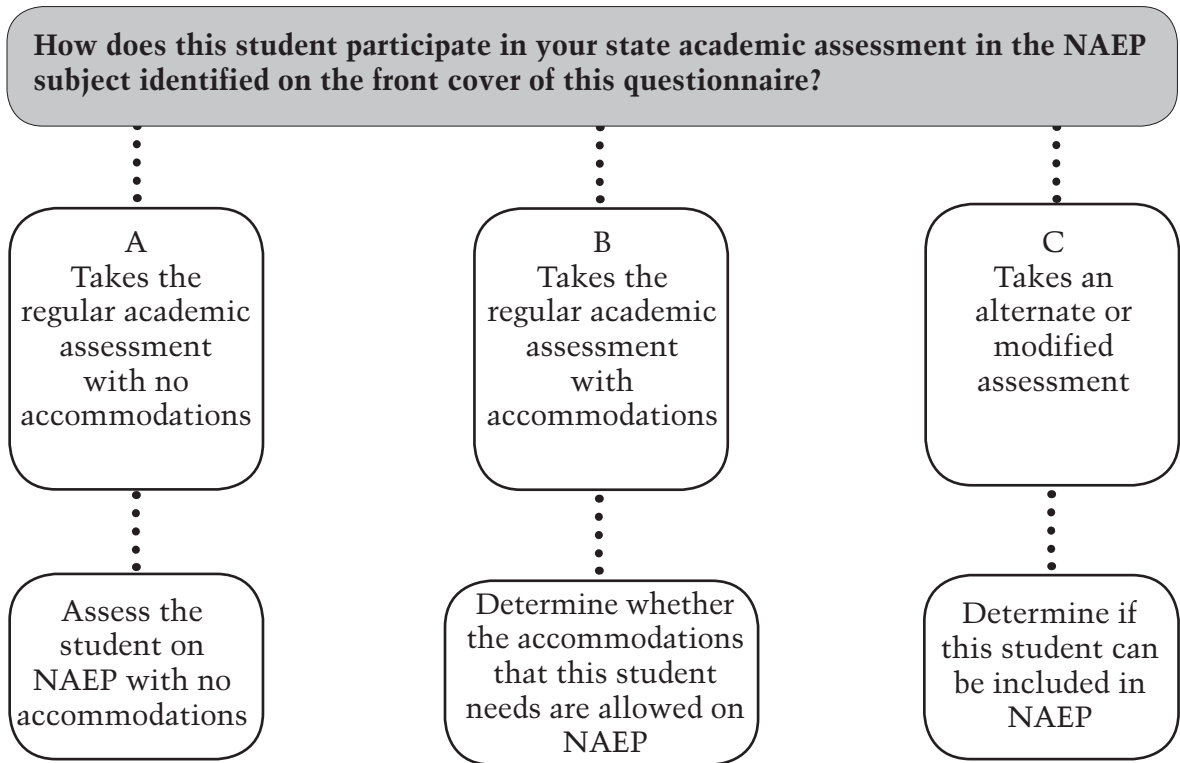 How does this student participate in your state academic assessment in the NAEP
subject identified on the front cover of this questionnaire?
A
Takes the
regular academic
assessment
with no
accommodations
B
Takes the
regular academic
assessment
with
accommodations
C
Takes an
alternate or
modified
assessment
Assess the
student on
NAEP with no
accommodations
Determine whether
the accommodations
that this student
needs are allowed on
NAEP
Determine if
this student can
be included in
NAEP